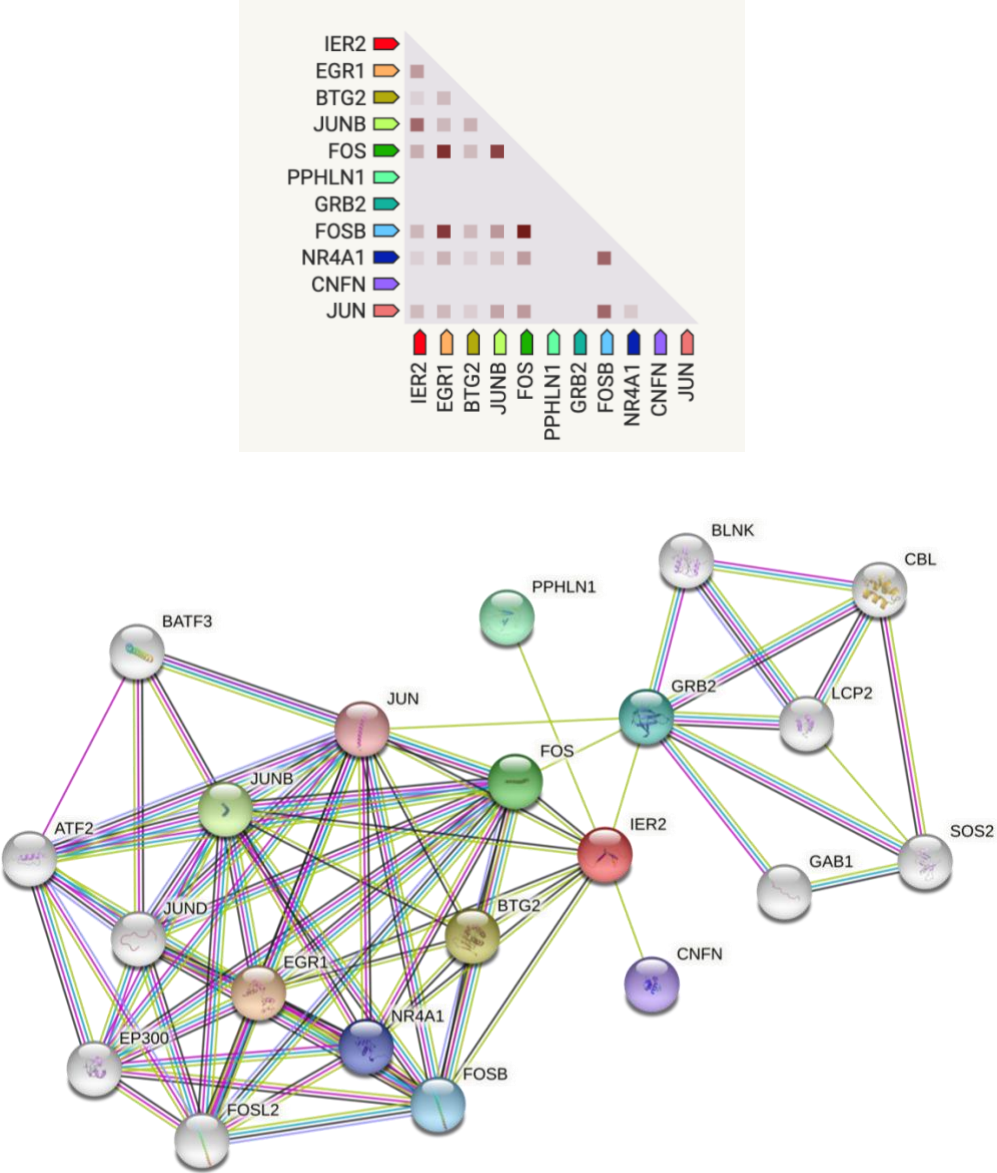 IER2
EGR1
BTG2
JUNB
FOS
PPHLN1
GRB2
FOSB
NR4A1
CNFN
JUN
IER2
EGR1
BTG2
JUNB
FOS
PPHLN1
GRB2
FOSB
NR4A1
CNFN
JUN
BLNK
CBL
PPHLN1
BATF3
GRB2
LCP2
JUN
FOS
JUNB
IER2
ATF2
SOS2
GAB1
BTG2
JUND
CNFN
EGR1
NR4A1
EP300
FOSB
FOSL2